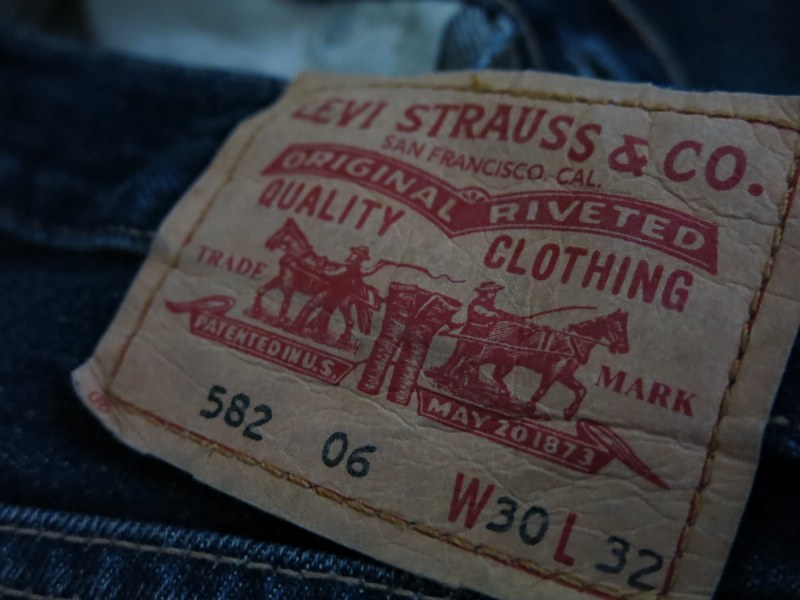 LEVI STRAUSS & CO.
SAN FRANCISCO. CAL.
ORIGINAL RIVETED
QUALITY CLOTHING
TRADE MARK
PATENTED IN U.S. MAY 20 1873
582 06 W30 L 32